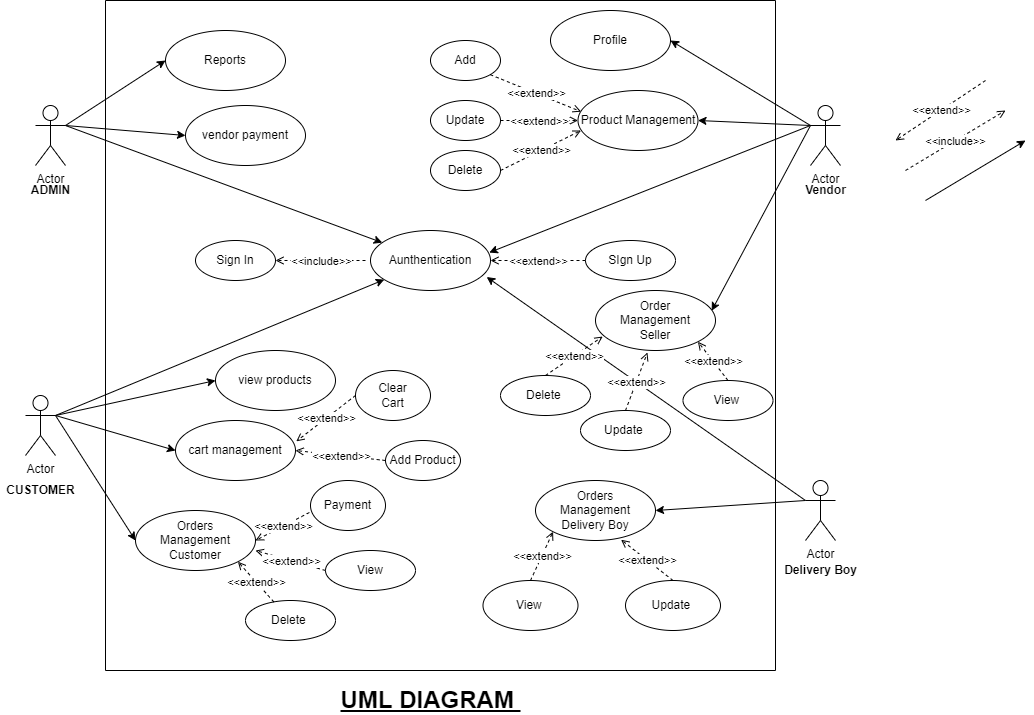 Profile
Reports
Add
<<extend>>
Update
<<extend>>
Product Management
vendor payment
<<extend>>
Delete
<<extend>>
<<include>>
Actor
ADMIN
Actor
Vendor
Sign In
<<include>>
Aunthentication
<<extend>>
SIgn Up
Order
Management
Seller
<<extend>>
<<extend>>
<<extend>>
Delete
Update
View
view products
Clear
Cart
<<extend>>
cart management
<<extend>>
Add Product
Actor
CUSTOMER
Payment
<<extend>>
Orders
Management
Customer
<<extend>>
View
<<extend>>
Delete
Orders
Management
Delivery Boy
<<extend>>
<<extend>>
View
Update
Actor
Delivery Boy
UML DIAGRAM